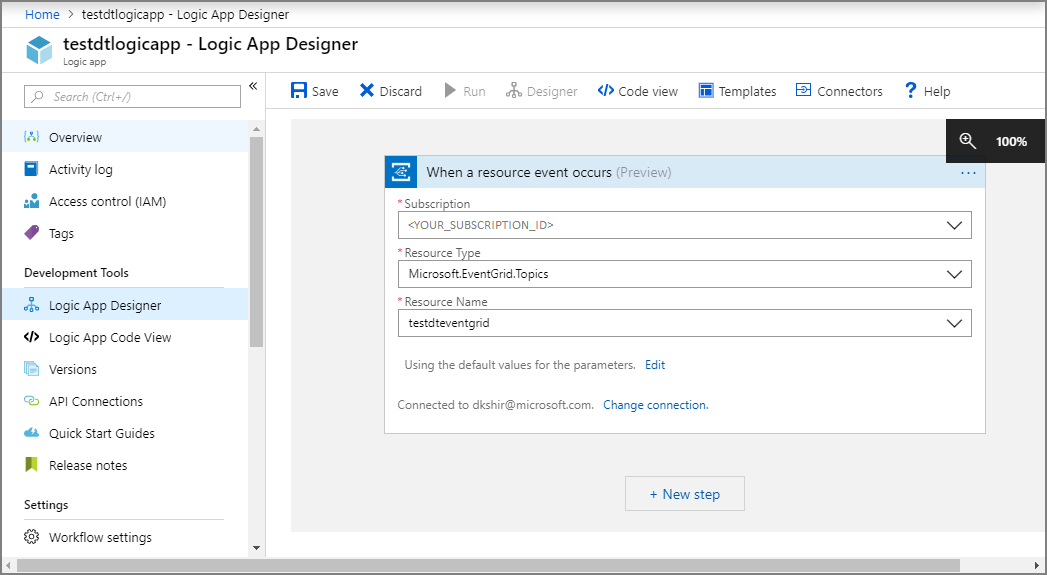 Home > testdtlogicapp - Logic App Designer
testdtlogicapp - Logic App Designer
Logic app
Search (Ctrl+/)
«
Overview
Activity log
Access control (IAM)
Tags
Development Tools
Logic App Designer
Logic App Code View
Versions
API Connections
Quick Start Guides
Release notes
Settings
Workflow settings
Save Discard Run Designer Code view Templates Connectors Help
100%
When a resource event occurs (Preview) ...
* Subscription
<YOUR_SUBSCRIPTION_ID>
* Resource Type
Microsoft.EventGrid.Topics
* Resource Name
testdteventgrid
Using the default values for the parameters. Edit
Connected to dkshir@microsoft.com. Change connection.
+ New step